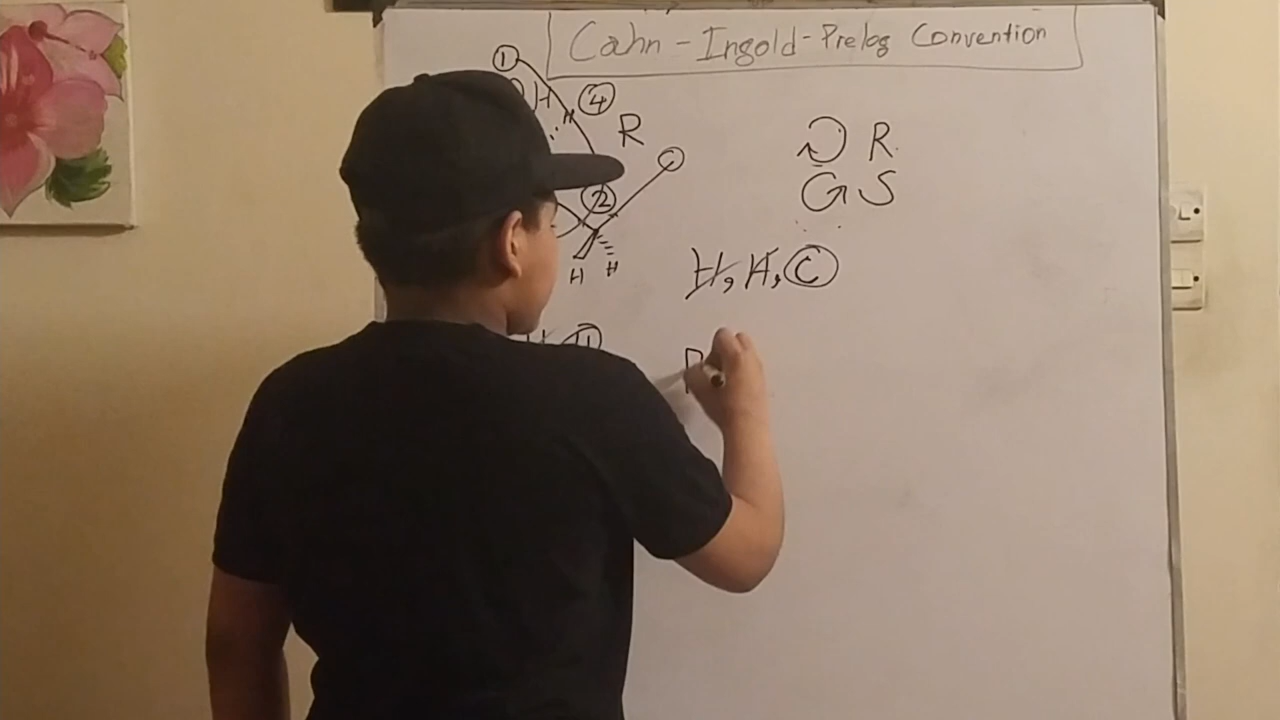 Cahn-Ingold-Prelog Convention
1
H 4
R
R
C
S
2
H H
H, H, C
H